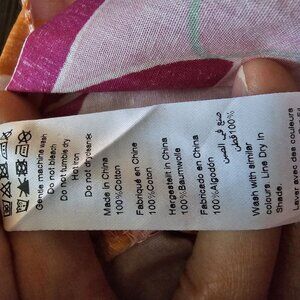 Gentle machine wash
Do not bleach
Do not tumble dry
Hot iron
Do not dryclean
Made in China
100%Cotton
Fabriqué en China
100%Coton
Hergestellt in China
100%Baumwolle
Fabricado en China
100%Algodón
صنع في الصين
100%قطن
Wash with similar
colours. Line Dry In
Shade.
Laver avec des